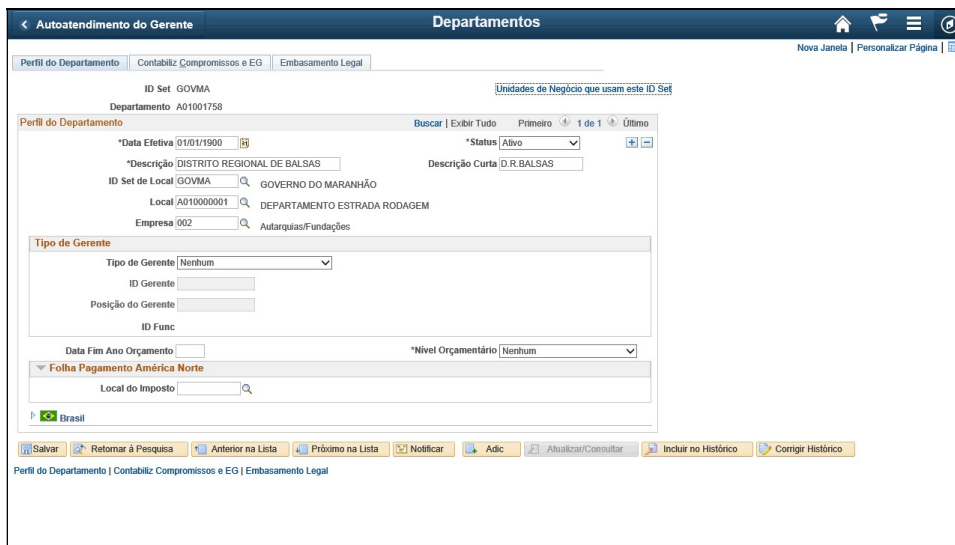 Autoatendimento do Gerente Departamentos
Nova Janela | Personalizar Página |
Perfil do Departamento Contabiliz Compromissos e EG Embasamento Legal
ID Set GOVMA Unidades de Negócio que usam este ID Set
Departamento A01001758
Perfil do Departamento Buscar | Exibir Tudo Primeiro 1 de 1 Último
*Data Efetiva 01/01/1900 *Status Ativo
*Descrição DISTRITO REGIONAL DE BALSAS Descrição Curta D.R.BALSAS
ID Set de Local GOVMA GOVERNO DO MARANHÃO
Local A010000001 DEPARTAMENTO ESTRADA RODAGEM
Empresa 002 Autarquias/Fundações
Tipo de Gerente
Tipo de Gerente Nenhum
ID Gerente
Posição do Gerente
ID Func
Data Fim Ano Orçamento *Nível Orçamentário Nenhum
Folha Pagamento América Norte
Local do Imposto
Brasil
Salvar Retornar à Pesquisa Anterior na Lista Próximo na Lista Notificar Adic Atualizar/Consultar Incluir no Histórico Corrigir Histórico
Perfil do Departamento | Contabiliz Compromissos e EG | Embasamento Legal